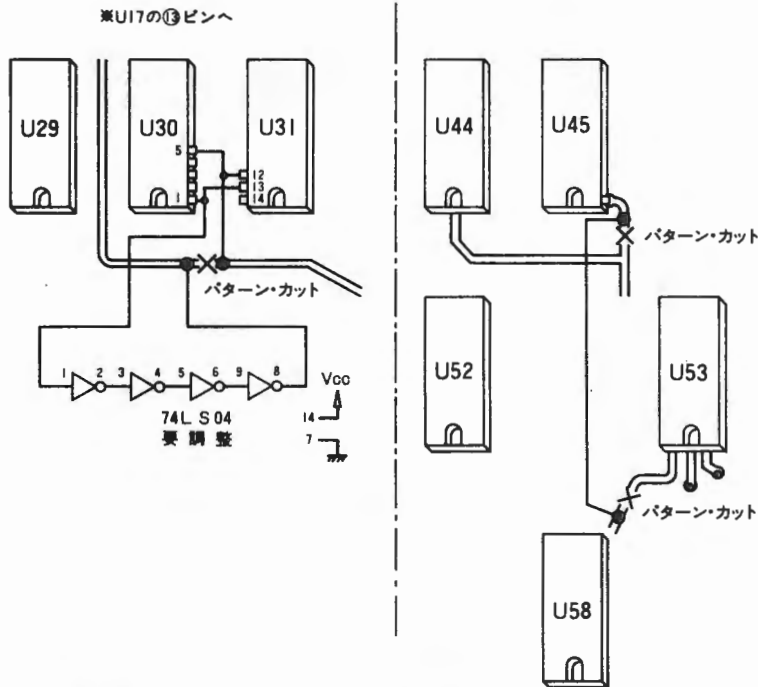 ※U17の⑬ピンへ
U29
U30
U31
U44
U45
5
1
12
13
14
パターン・カット
パターン・カット
1
2
3
4
5
6
9
8
74LS04
要調整
Vcc
14
7
U52
U53
パターン・カット
U58